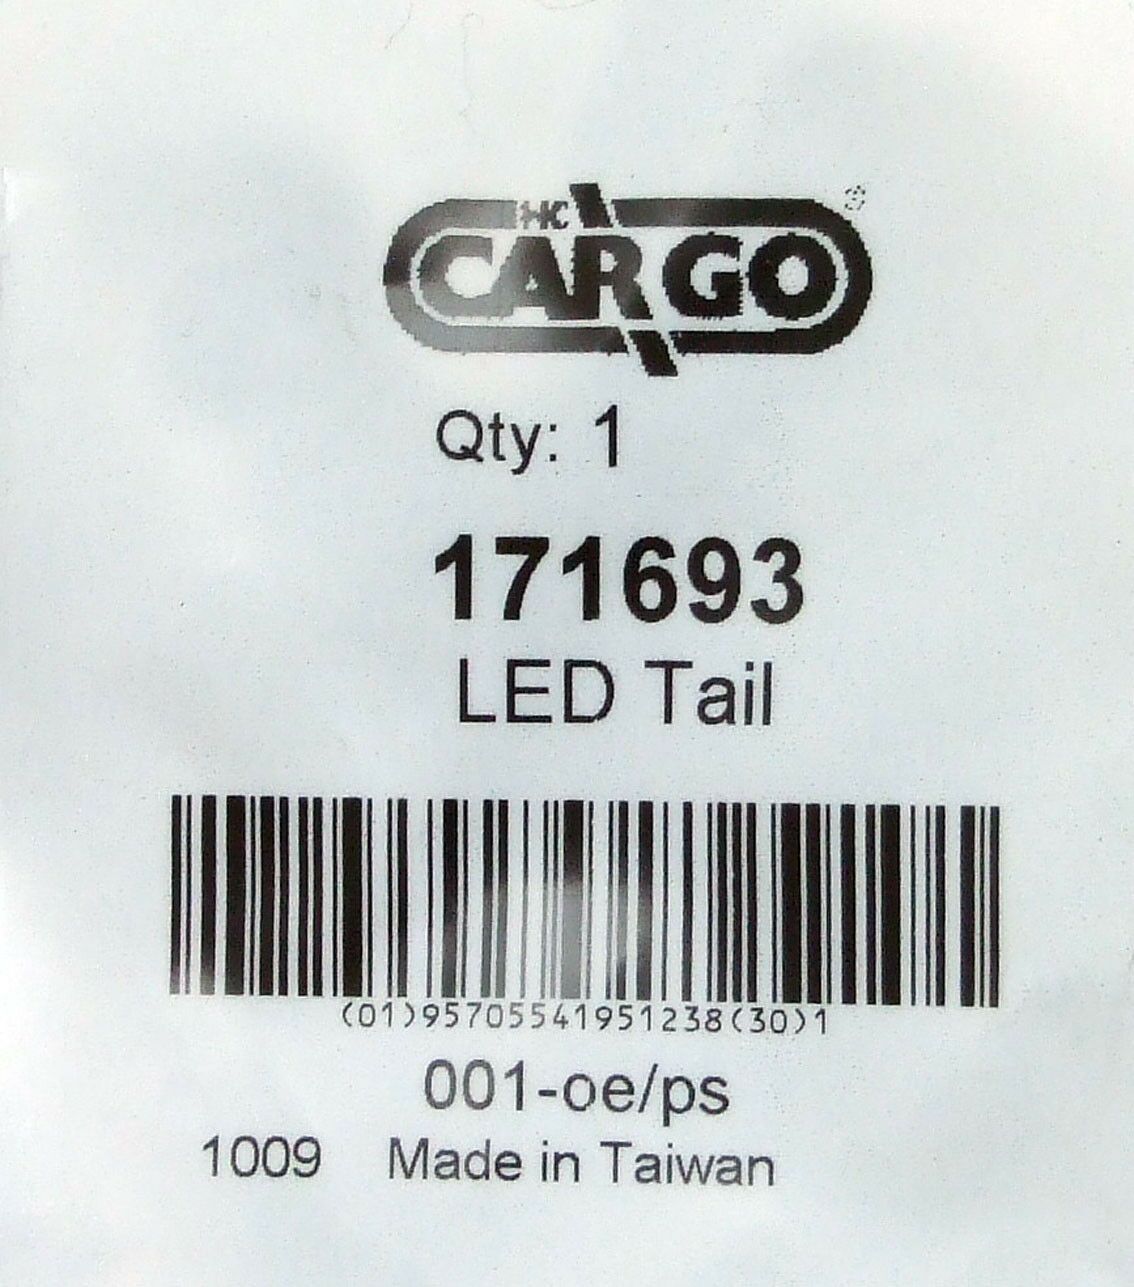 HC
CARGO®
Qty: 1
171693
LED Tail
(01)95705541951238(30)1
001-oe/ps
1009 Made in Taiwan